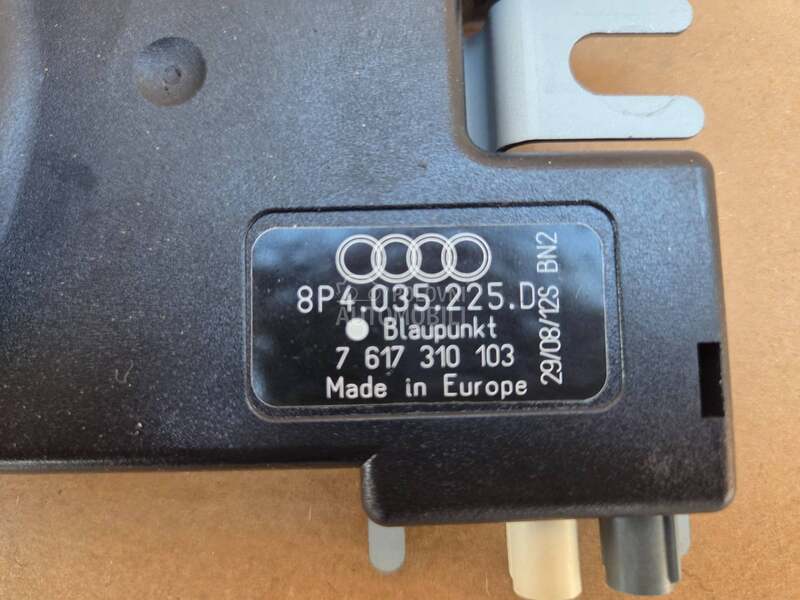 8P4.035.225.D
Blaupunkt
7 617 310 103
Made in Europe
29/08/12S BN2